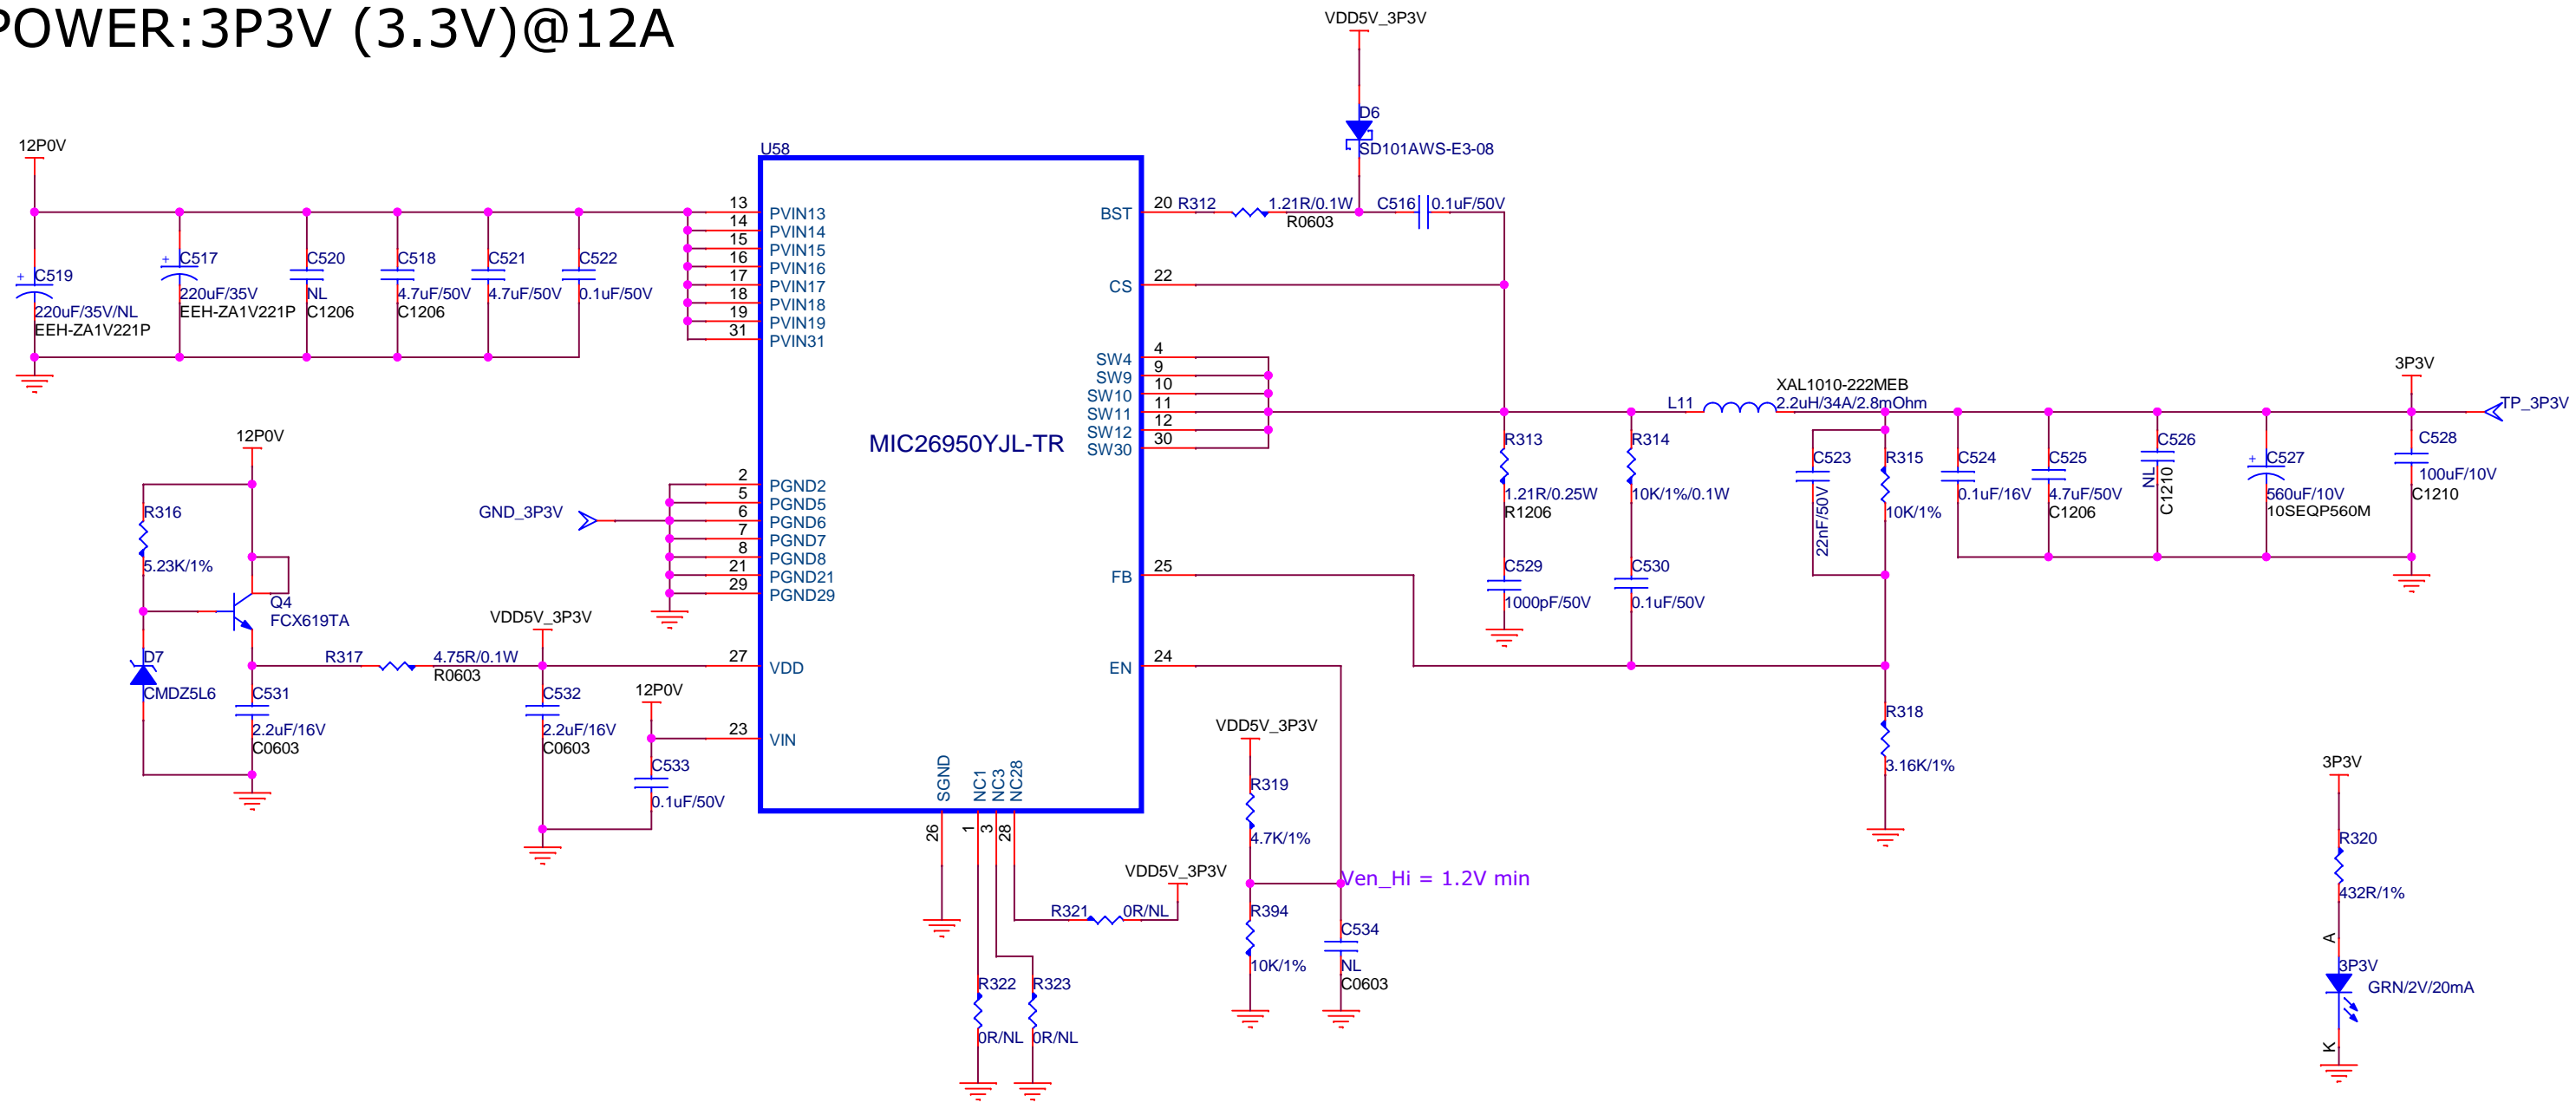 POWER:3P3V (3.3V)@12A
VDD5V_3P3V
D6
SD101AWS-E3-08
12P0V
+ C519
220uF/35V/NL
EEH-ZA1V221P
+ C517
220uF/35V
EEH-ZA1V221P
C520
NL
C1206
C518
4.7uF/50V
C1206
C521
4.7uF/50V
C522
0.1uF/50V
U58
MIC26950YJL-TR
13 PVIN13
14 PVIN14
15 PVIN15
16 PVIN16
17 PVIN17
18 PVIN18
19 PVIN19
31 PVIN31
2 PGND2
5 PGND5
6 PGND6
7 PGND7
8 PGND8
21 PGND21
29 PGND29
27 VDD
23 VIN
26 SGND
1 NC1
3 NC3
28 NC28
BST 20
CS 22
SW4 4
SW9 9
SW10 10
SW11 11
SW12 12
SW30 30
FB 25
EN 24
R312 1.21R/0.1W
R0603
C516 0.1uF/50V
GND_3P3V
12P0V
R316
5.23K/1%
Q4
FCX619TA
D7
CMDZ5L6
C531
2.2uF/16V
C0603
R317 4.75R/0.1W
R0603
VDD5V_3P3V
C532
2.2uF/16V
C0603
12P0V
C533
0.1uF/50V
R313
1.21R/0.25W
R1206
C529
1000pF/50V
R314
10K/1%/0.1W
C530
0.1uF/50V
L11
XAL1010-222MEB
2.2uH/34A/2.8mOhm
C523
22nF/50V
R315
10K/1%
C524
0.1uF/16V
C525
4.7uF/50V
C1206
C526
NL
C1210
+ C527
560uF/10V
10SEQP560M
3P3V
TP_3P3V
C528
100uF/10V
C1210
R318
3.16K/1%
VDD5V_3P3V
R319
4.7K/1%
Ven_Hi = 1.2V min
R394
10K/1%
C534
NL
C0603
VDD5V_3P3V
R321 0R/NL
R322
0R/NL
R323
0R/NL
3P3V
R320
432R/1%
A
3P3V
GRN/2V/20mA
K